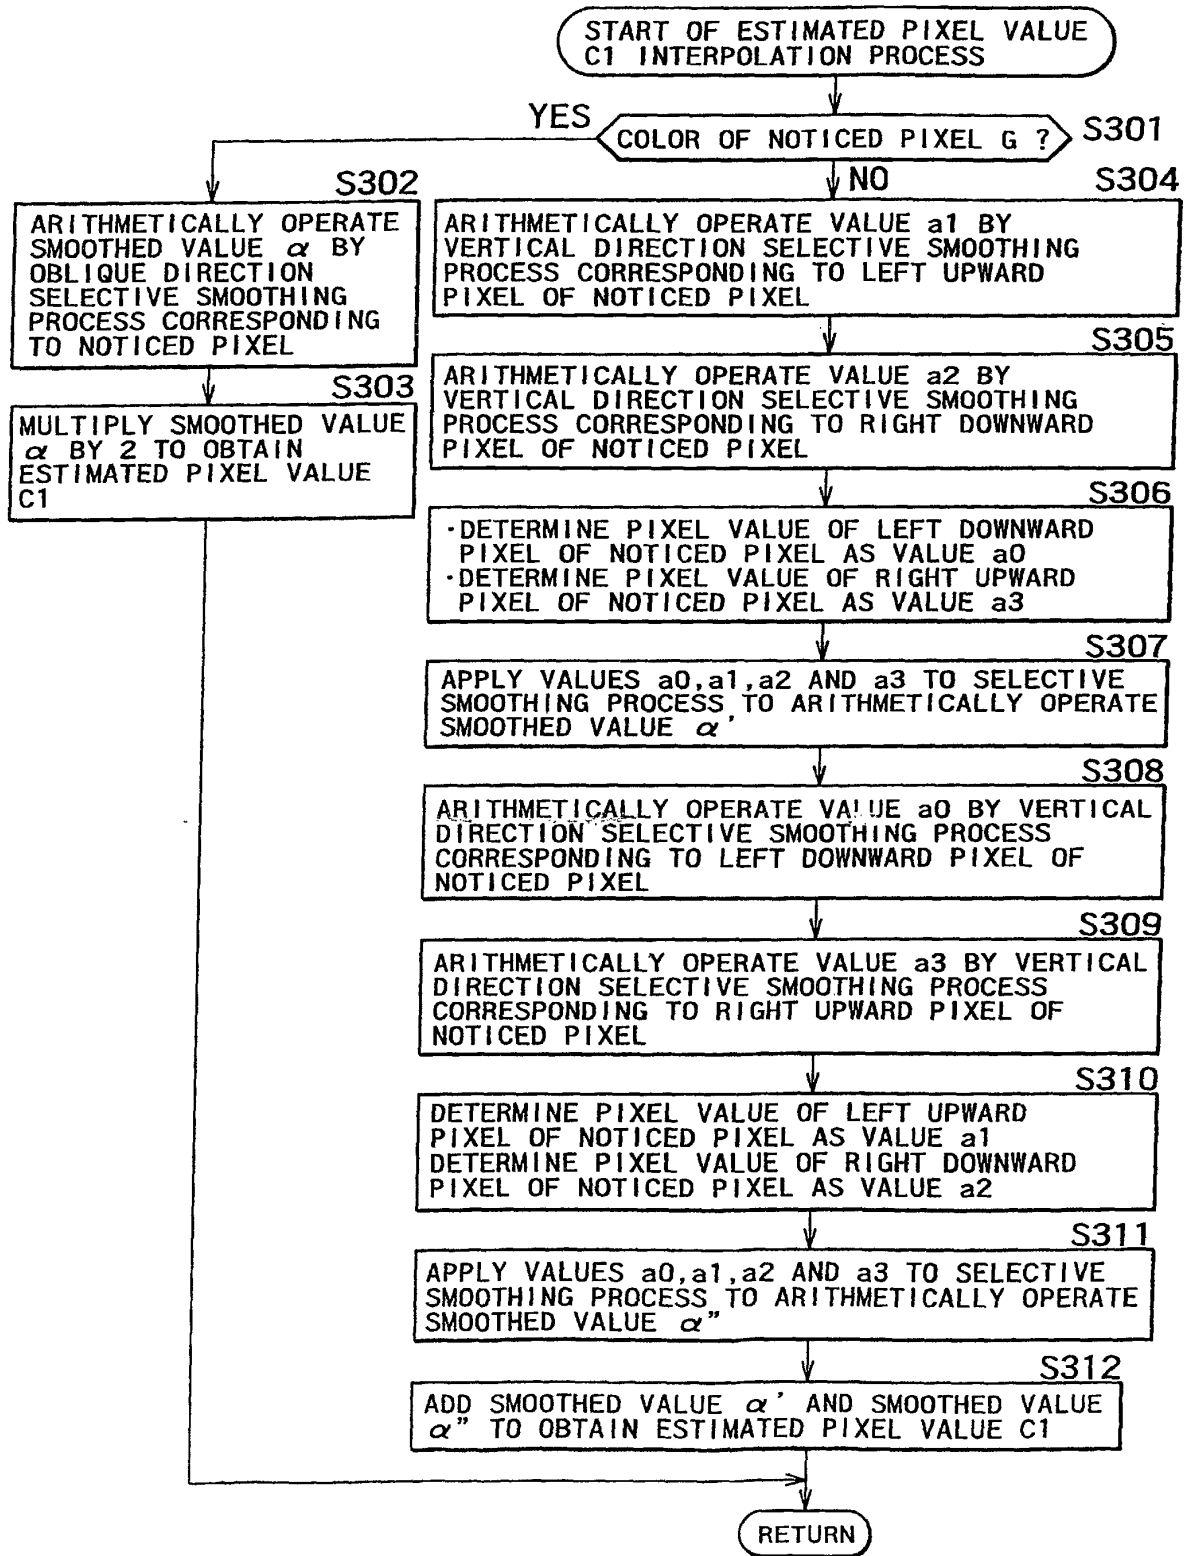 START OF ESTIMATED PIXEL VALUE
C1 INTERPOLATION PROCESS
YES
COLOR OF NOTICED PIXEL G ?
S301
NO
S302
ARITHMETICALLY OPERATE
SMOOTHED VALUE α BY
OBLIQUE DIRECTION
SELECTIVE SMOOTHING
PROCESS CORRESPONDING
TO NOTICED PIXEL
S303
MULTIPLY SMOOTHED VALUE
α BY 2 TO OBTAIN
ESTIMATED PIXEL VALUE
C1
S304
ARITHMETICALLY OPERATE VALUE a1 BY
VERTICAL DIRECTION SELECTIVE SMOOTHING
PROCESS CORRESPONDING TO LEFT UPWARD
PIXEL OF NOTICED PIXEL
S305
ARITHMETICALLY OPERATE VALUE a2 BY
VERTICAL DIRECTION SELECTIVE SMOOTHING
PROCESS CORRESPONDING TO RIGHT DOWNWARD
PIXEL OF NOTICED PIXEL
S306
·DETERMINE PIXEL VALUE OF LEFT DOWNWARD
PIXEL OF NOTICED PIXEL AS VALUE a0
·DETERMINE PIXEL VALUE OF RIGHT UPWARD
PIXEL OF NOTICED PIXEL AS VALUE a3
S307
APPLY VALUES a0,a1,a2 AND a3 TO SELECTIVE
SMOOTHING PROCESS TO ARITHMETICALLY OPERATE
SMOOTHED VALUE α'
S308
ARITHMETICALLY OPERATE VALUE a0 BY VERTICAL
DIRECTION SELECTIVE SMOOTHING PROCESS
CORRESPONDING TO LEFT DOWNWARD PIXEL OF
NOTICED PIXEL
S309
ARITHMETICALLY OPERATE VALUE a3 BY VERTICAL
DIRECTION SELECTIVE SMOOTHING PROCESS
CORRESPONDING TO RIGHT UPWARD PIXEL OF
NOTICED PIXEL
S310
DETERMINE PIXEL VALUE OF LEFT UPWARD
PIXEL OF NOTICED PIXEL AS VALUE a1
DETERMINE PIXEL VALUE OF RIGHT DOWNWARD
PIXEL OF NOTICED PIXEL AS VALUE a2
S311
APPLY VALUES a0,a1,a2 AND a3 TO SELECTIVE
SMOOTHING PROCESS TO ARITHMETICALLY OPERATE
SMOOTHED VALUE α"
S312
ADD SMOOTHED VALUE α' AND SMOOTHED VALUE
α" TO OBTAIN ESTIMATED PIXEL VALUE C1
RETURN